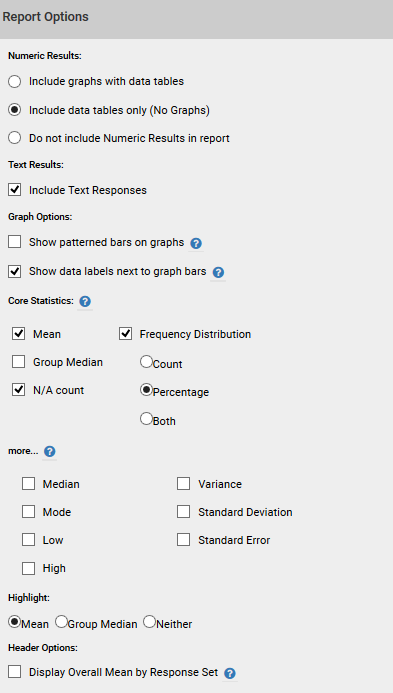 Report Options
Numeric Results:
Include graphs with data tables
Include data tables only (No Graphs)
Do not include Numeric Results in report
Text Results:
Include Text Responses
Graph Options:
Show patterned bars on graphs ?
Show data labels next to graph bars ?
Core Statistics: ?
Mean Frequency Distribution
Group Median Count
N/A count Percentage
Both
more... ?
Median Variance
Mode Standard Deviation
Low Standard Error
High
Highlight:
Mean Group Median Neither
Header Options:
Display Overall Mean by Response Set ?